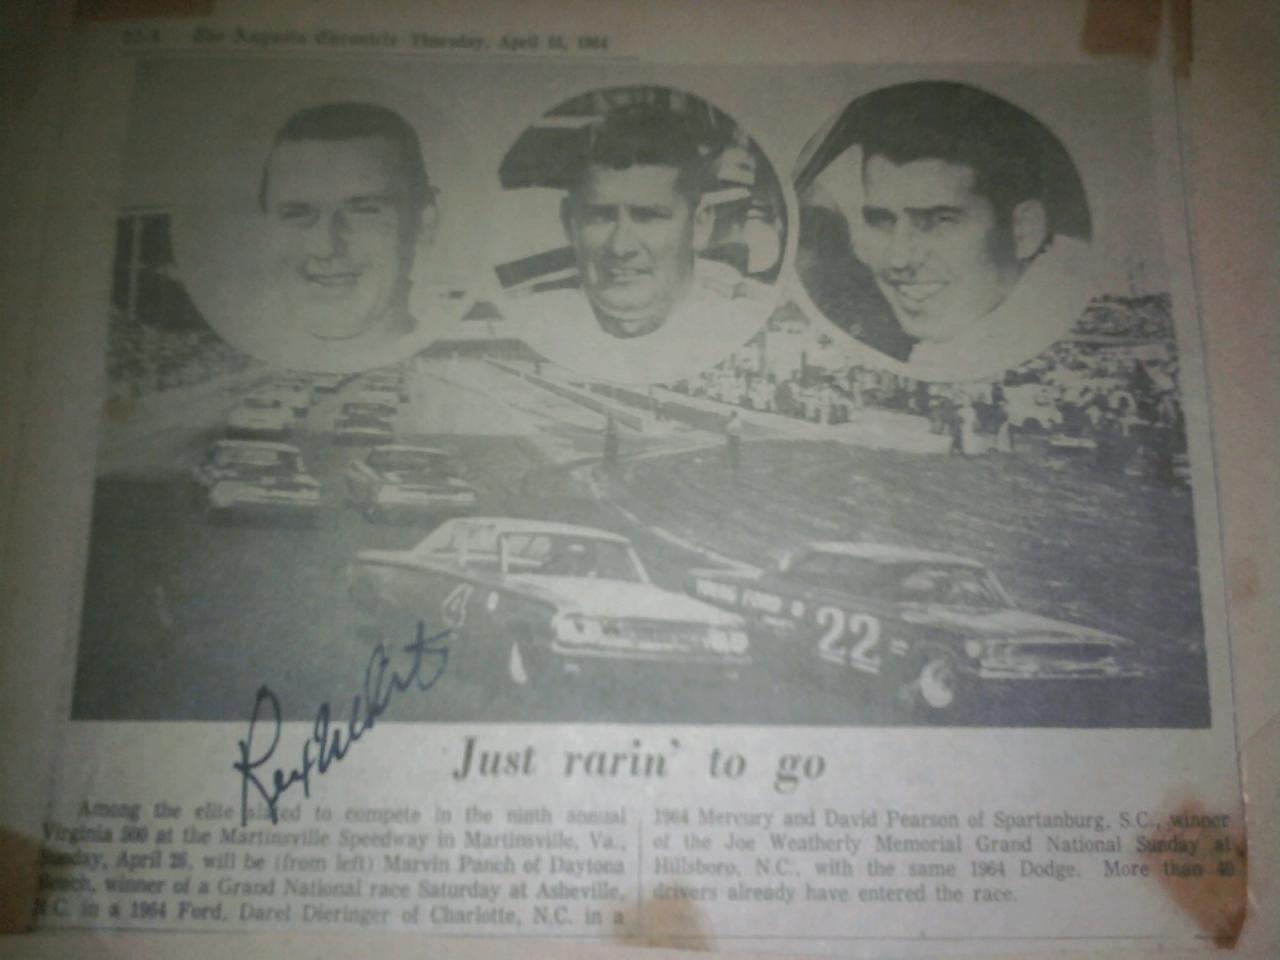 The Augusta Chronicle Thursday, April 16, 1964
4
22
Rex White
Just rarin' to go
Among the elite slated to compete in the ninth annual
Virginia 500 at the Martinsville Speedway in Martinsville, Va.,
Sunday, April 26, will be (from left) Marvin Panch of Daytona
Beach, winner of a Grand National race Saturday at Asheville,
N.C. in a 1964 Ford, Darel Dieringer of Charlotte, N.C. in a
1964 Mercury and David Pearson of Spartanburg, S.C., winner
of the Joe Weatherly Memorial Grand National Sunday at
Hillsboro, N.C., with the same 1964 Dodge. More than 40
drivers already have entered the race.